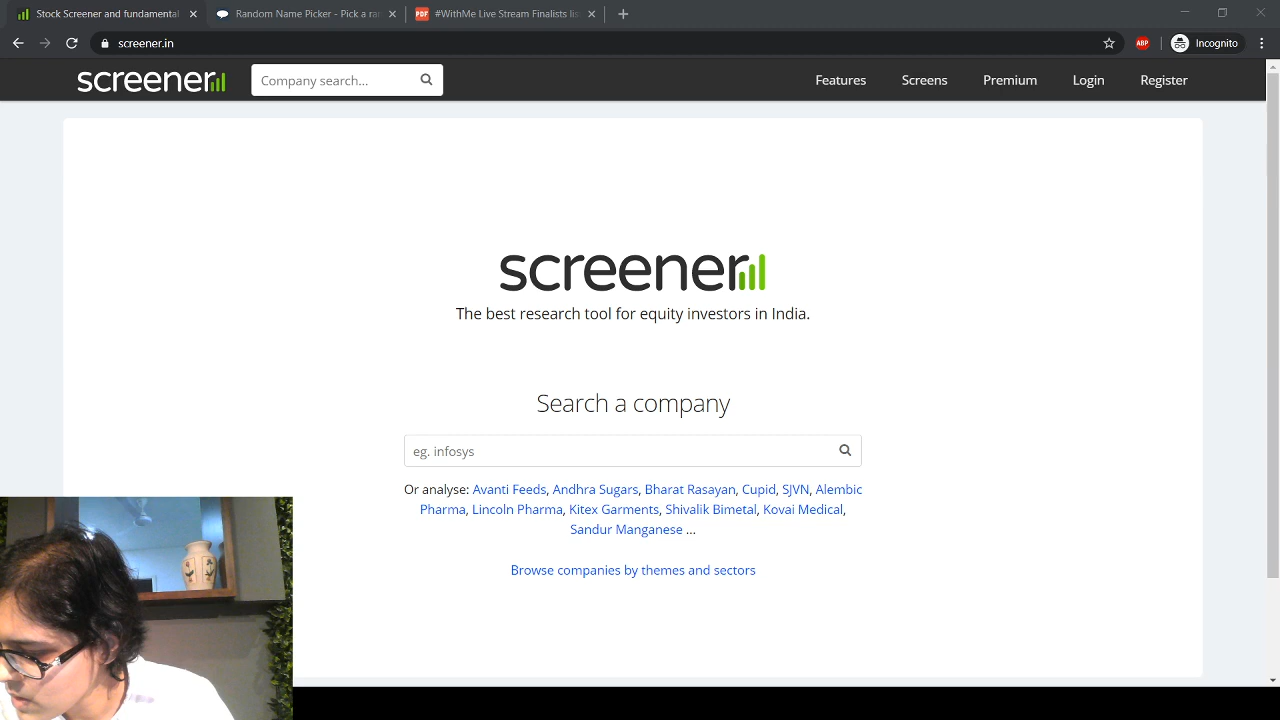 Stock Screener and fundamental
Random Name Picker - Pick a ra
#WithMe Live Stream Finalists lis
screener.in
ABP
Incognito
screener
Company search...
Features
Screens
Premium
Login
Register
screener
The best research tool for equity investors in India.
Search a company
eg. infosys
Or analyse: Avanti Feeds, Andhra Sugars, Bharat Rasayan, Cupid, SJVN, Alembic
Pharma, Lincoln Pharma, Kitex Garments, Shivalik Bimetal, Kovai Medical,
Sandur Manganese ...
Browse companies by themes and sectors